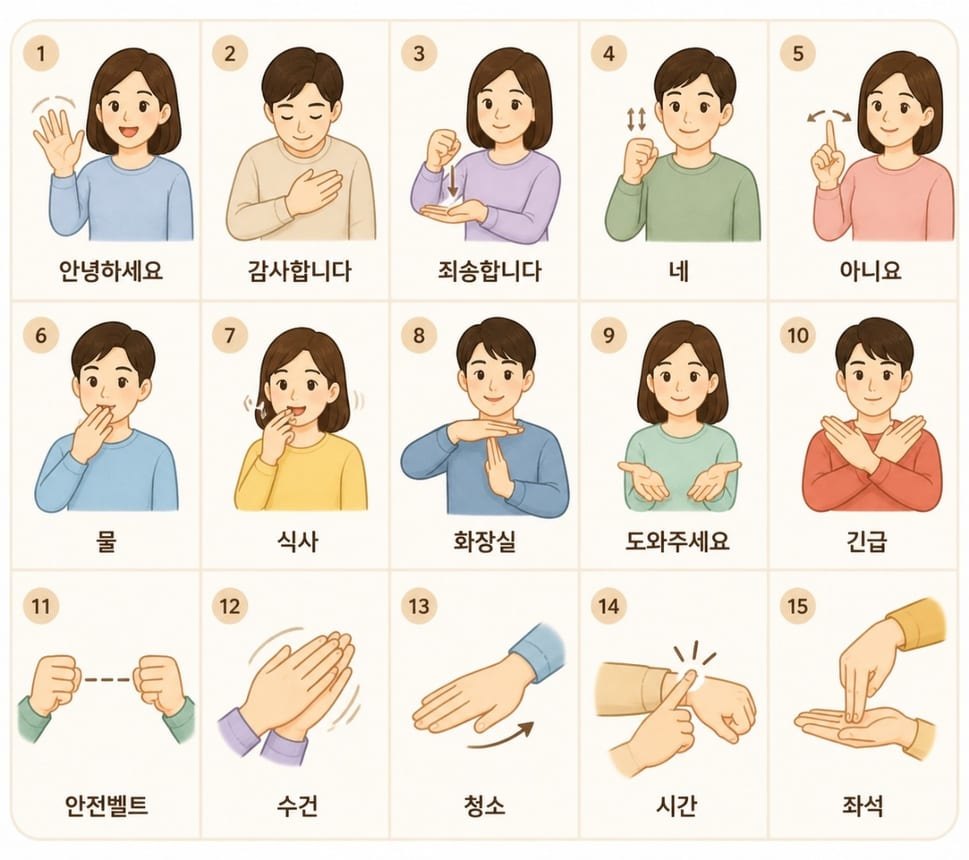 1
안녕하세요
2
감사합니다
3
죄송합니다
4
네
5
아니요
6
물
7
식사
8
화장실
9
도와주세요
10
긴급
11
안전벨트
12
수건
13
청소
14
시간
15
좌석